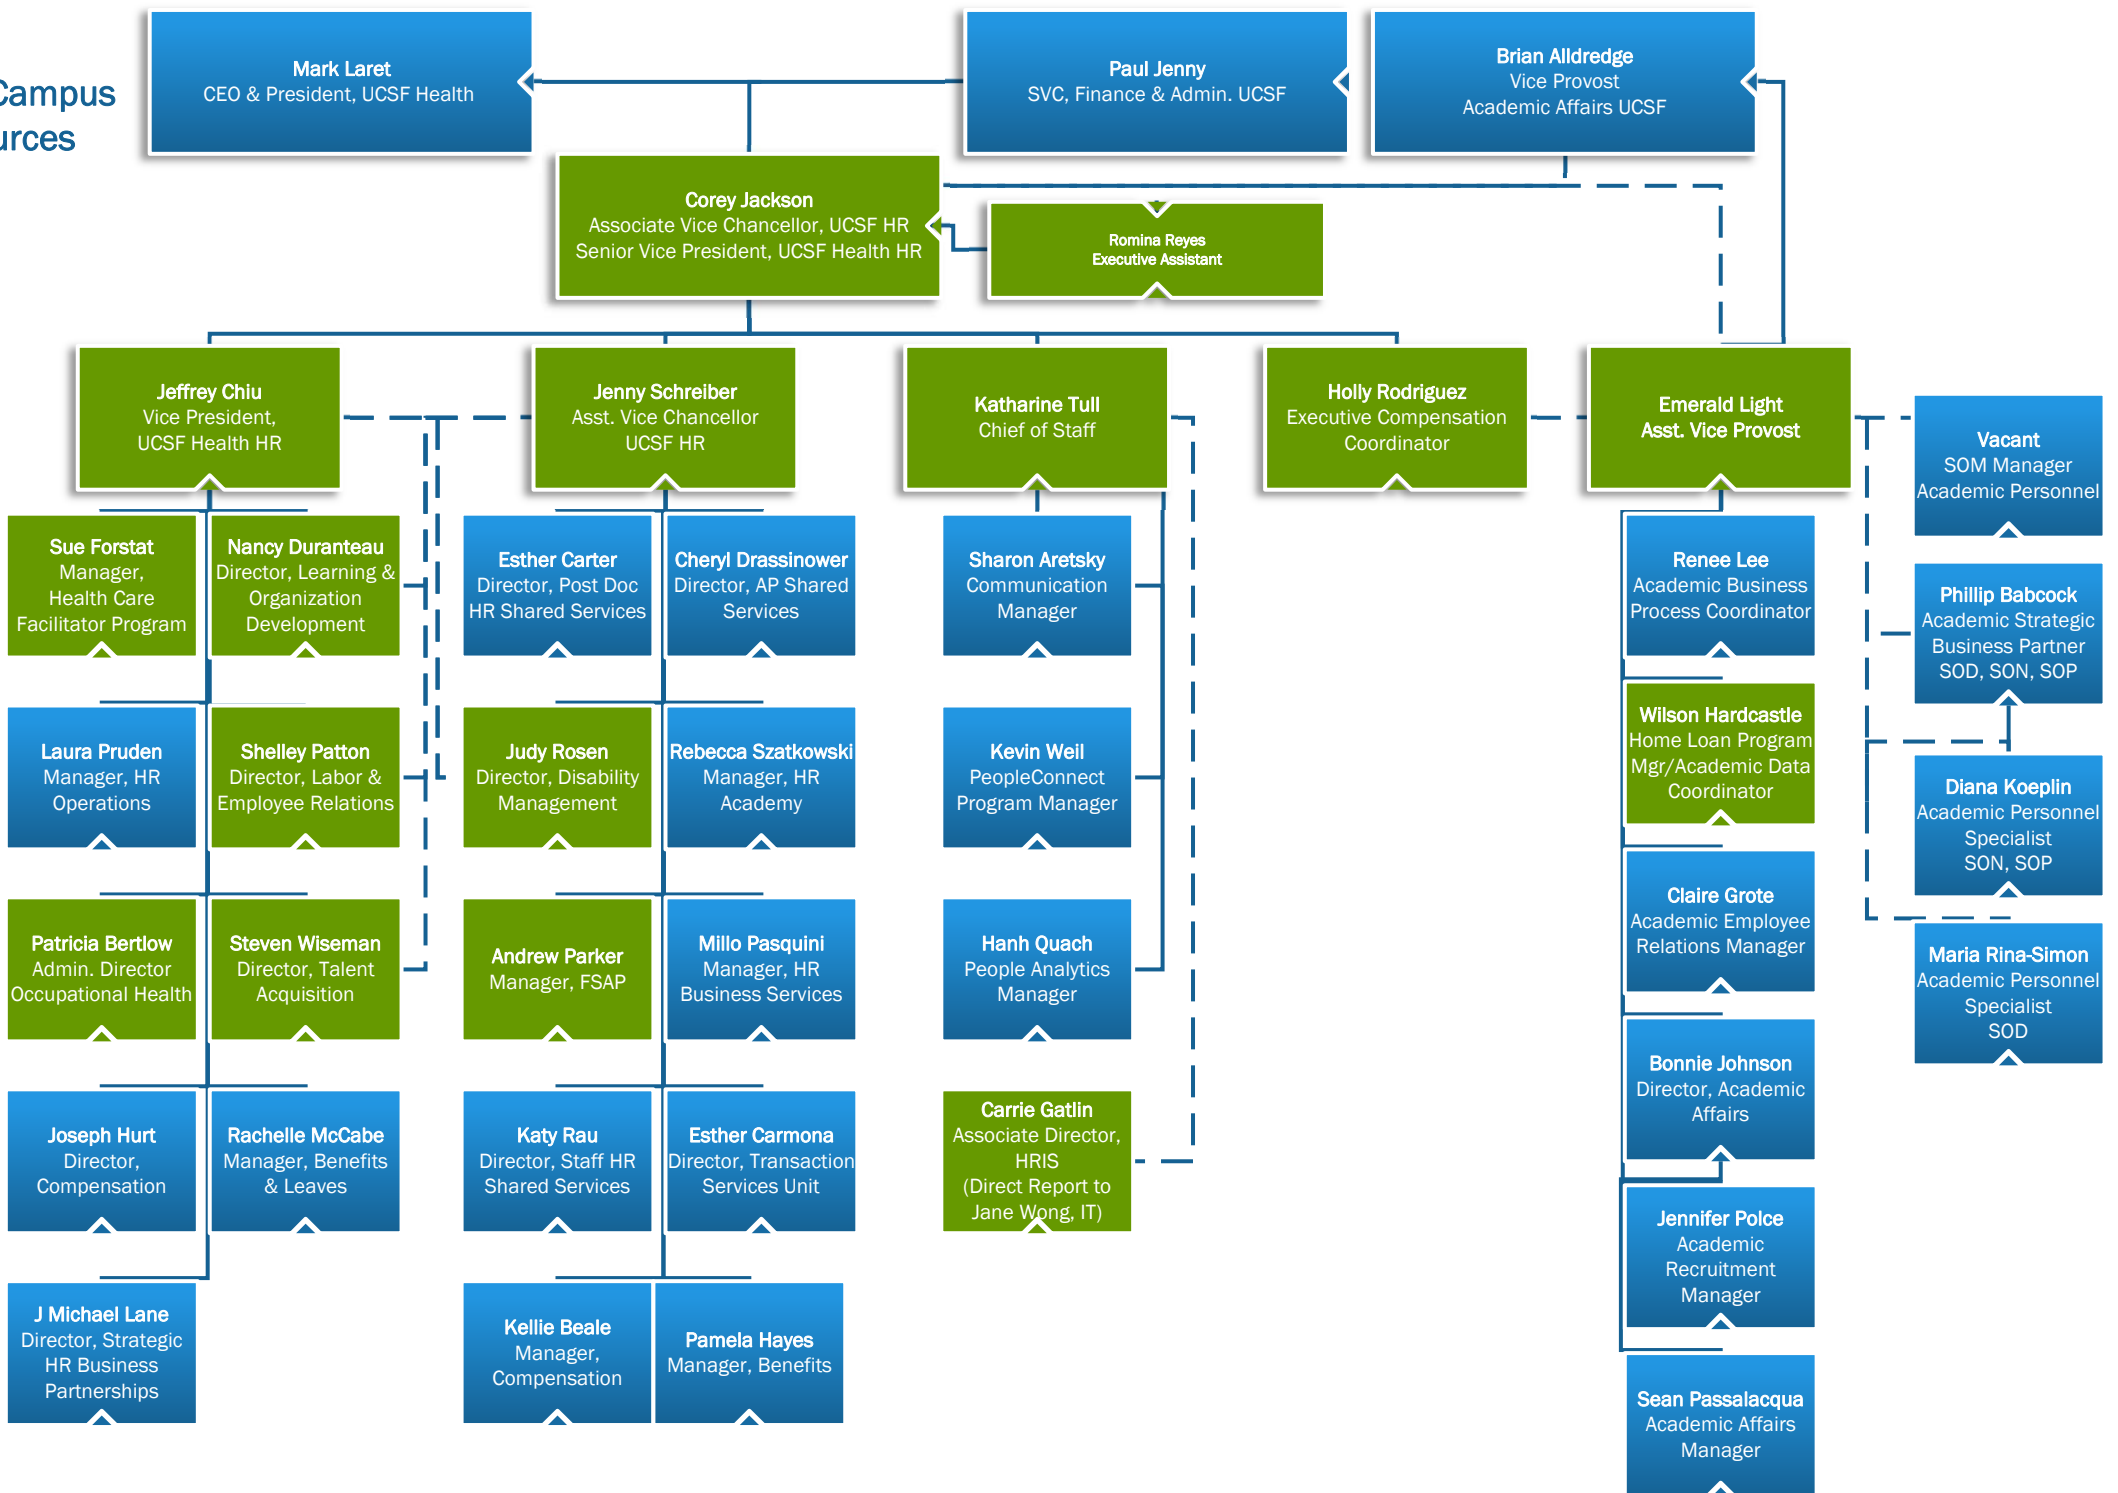 Campus
urces
Mark Laret
CEO & President, UCSF Health
Paul Jenny
SVC, Finance & Admin. UCSF
Brian Alldredge
Vice Provost
Academic Affairs UCSF
Corey Jackson
Associate Vice Chancellor, UCSF HR
Senior Vice President, UCSF Health HR
Romina Reyes
Executive Assistant
Jeffrey Chiu
Vice President,
UCSF Health HR
Jenny Schreiber
Asst. Vice Chancellor
UCSF HR
Katharine Tull
Chief of Staff
Holly Rodriguez
Executive Compensation
Coordinator
Emerald Light
Asst. Vice Provost
Vacant
SOM Manager
Academic Personnel
Sue Forstat
Manager,
Health Care
Facilitator Program
Nancy Duranteau
Director, Learning &
Organization
Development
Esther Carter
Director, Post Doc
HR Shared Services
Cheryl Drassinower
Director, AP Shared
Services
Sharon Aretsky
Communication
Manager
Renee Lee
Academic Business
Process Coordinator
Phillip Babcock
Academic Strategic
Business Partner
SOD, SON, SOP
Laura Pruden
Manager, HR
Operations
Shelley Patton
Director, Labor &
Employee Relations
Judy Rosen
Director, Disability
Management
Rebecca Szatkowski
Manager, HR
Academy
Kevin Weil
PeopleConnect
Program Manager
Wilson Hardcastle
Home Loan Program
Mgr/Academic Data
Coordinator
Diana Koeplin
Academic Personnel
Specialist
SON, SOP
Patricia Bertlow
Admin. Director
Occupational Health
Steven Wiseman
Director, Talent
Acquisition
Andrew Parker
Manager, FSAP
Millo Pasquini
Manager, HR
Business Services
Hanh Quach
People Analytics
Manager
Claire Grote
Academic Employee
Relations Manager
Maria Rina-Simon
Academic Personnel
Specialist
SOD
Joseph Hurt
Director,
Compensation
Rachelle McCabe
Manager, Benefits
& Leaves
Katy Rau
Director, Staff HR
Shared Services
Esther Carmona
Director, Transaction
Services Unit
Carrie Gatlin
Associate Director,
HRIS
(Direct Report to
Jane Wong, IT)
Bonnie Johnson
Director, Academic
Affairs
Jennifer Polce
Academic
Recruitment
Manager
J Michael Lane
Director, Strategic
HR Business
Partnerships
Kellie Beale
Manager,
Compensation
Pamela Hayes
Manager, Benefits
Sean Passalacqua
Academic Affairs
Manager